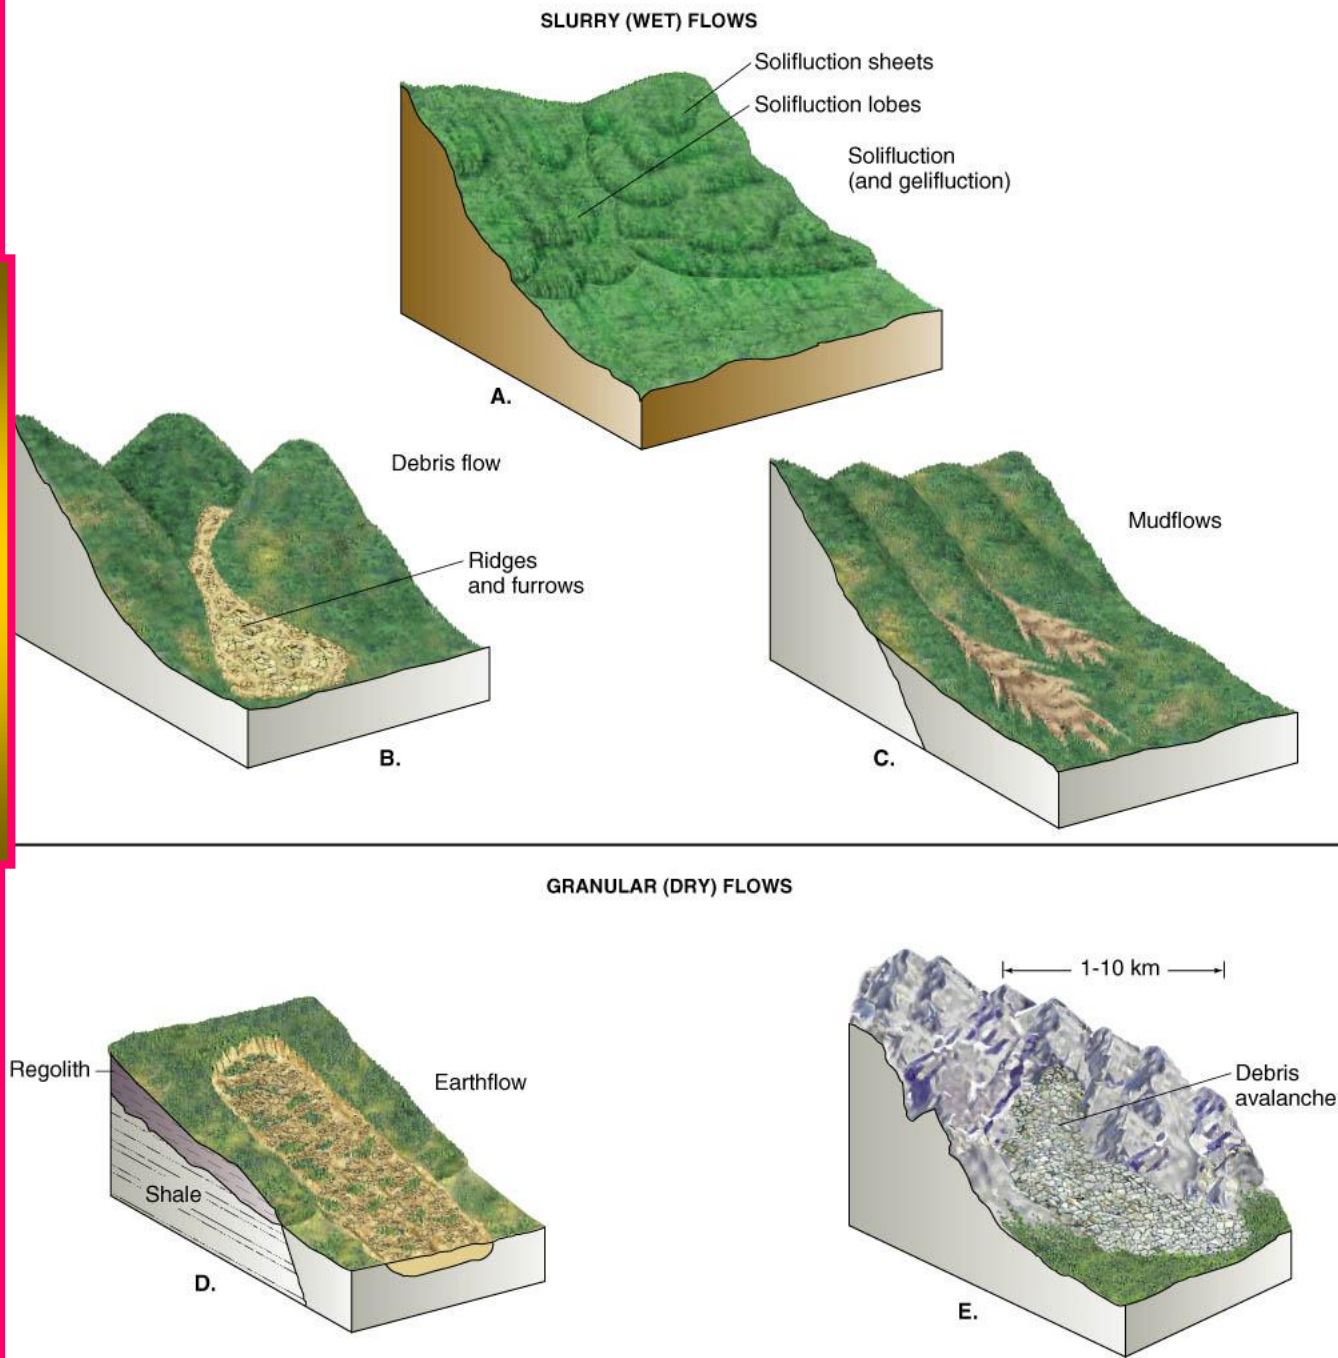 SLURRY (WET) FLOWS
Solifluction sheets
Solifluction lobes
Solifluction
(and gelifluction)
A.
Debris flow
Ridges
and furrows
B.
Mudflows
C.
GRANULAR (DRY) FLOWS
Regolith
Shale
Earthflow
D.
1-10 km
Debris
avalanche
E.